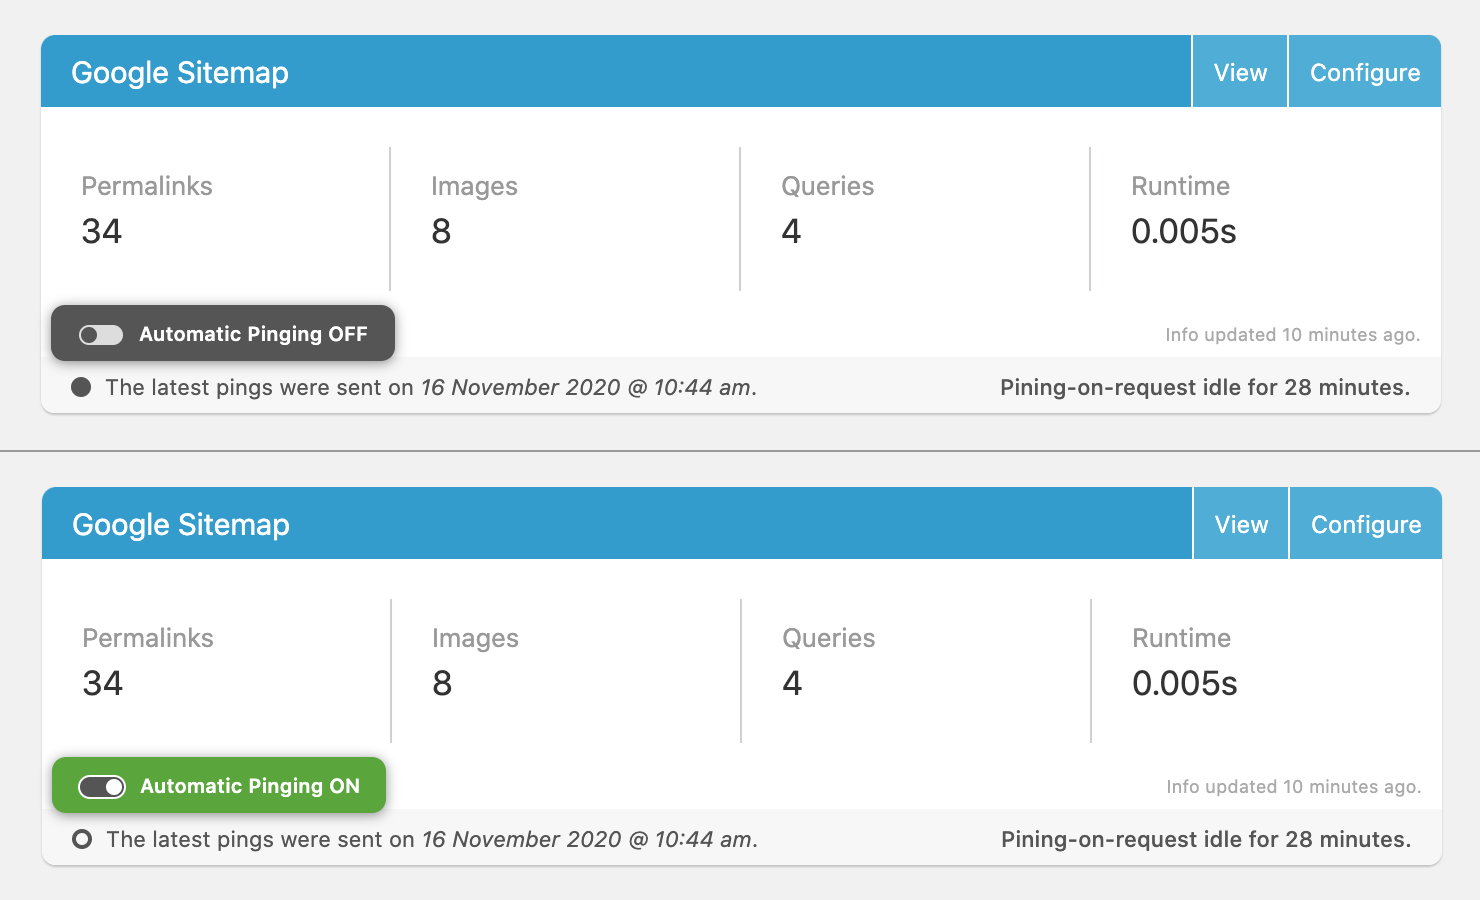 Google Sitemap View Configure
Permalinks Images Queries Runtime
34 8 4 0.005s
Automatic Pinging OFF Info updated 10 minutes ago.
The latest pings were sent on 16 November 2020 @ 10:44 am. Pining-on-request idle for 28 minutes.
Google Sitemap View Configure
Permalinks Images Queries Runtime
34 8 4 0.005s
Automatic Pinging ON Info updated 10 minutes ago.
The latest pings were sent on 16 November 2020 @ 10:44 am. Pining-on-request idle for 28 minutes.